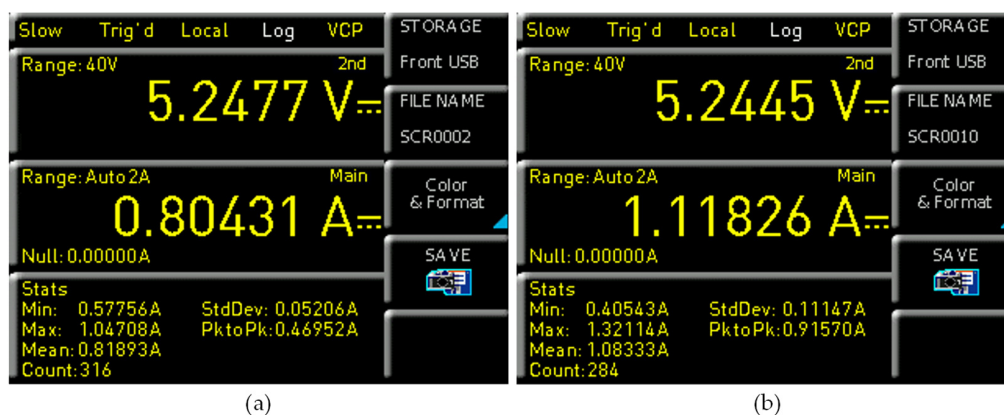 Slow Trig'd Local Log VCP
Range: 40V 2nd
5.2477 V
Range: Auto 2A Main
0.80431 A
Null: 0.00000A
Stats
Min: 0.57756A StdDev: 0.05206A
Max: 1.04708A PktoPk: 0.46952A
Mean: 0.81893A
Count: 316
STORAGE
Front USB
FILE NAME
SCR0002
Color
& Format
SAVE
(a)
Slow Trig'd Local Log VCP
Range: 40V 2nd
5.2445 V
Range: Auto 2A Main
1.11826 A
Null: 0.00000A
Stats
Min: 0.40543A StdDev: 0.11147A
Max: 1.32114A PktoPk: 0.91570A
Mean: 1.08333A
Count: 284
STORAGE
Front USB
FILE NAME
SCR0010
Color
& Format
SAVE
(b)